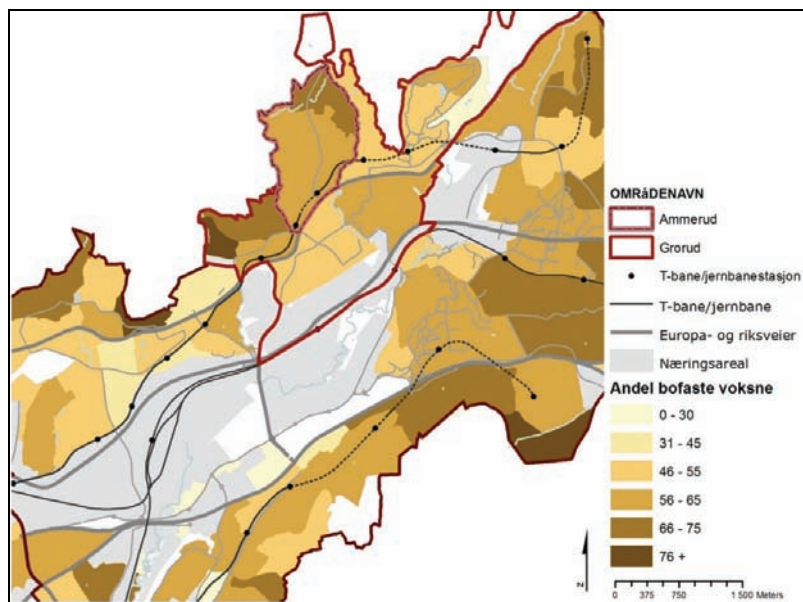 OMRåDENAVN
Ammerud
Grorud
T-bane/jernbanestasjon
T-bane/jernbane
Europa- og riksveier
Næringsareal
Andel bofaste voksne
0 - 30
31 - 45
46 - 55
56 - 65
66 - 75
76 +
N
0 375 750 1 500 Meters